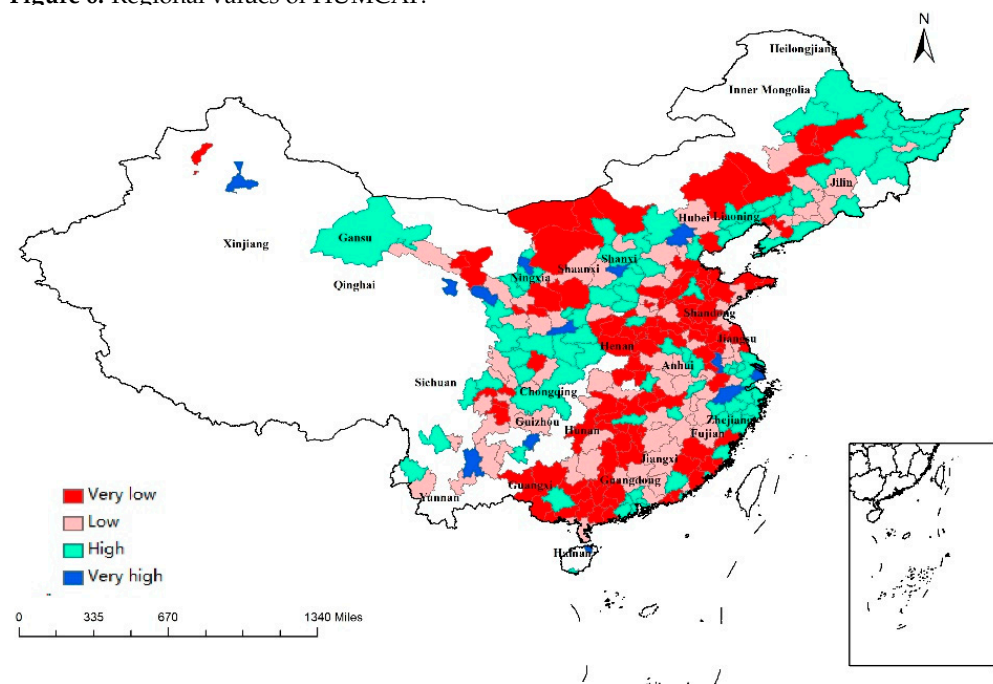 Figure 6. Regional values of HUMCAP.
N
Heilongjiang
Inner Mongolia
Jilin
Hubei Liaoning
Gansu
Xinjiang
Shanxi
Shaanxi
Ningxia
Qinghai
Shandong
Henan
Jiangsu
Anhui
Sichuan
Chongqing
Guizhou
Zhejiang
Hunan
Fujian
Jiangxi
Guangdong
Guangxi
Yunnan
Hainan
Very low
Low
High
Very high
0 335 670 1340 Miles